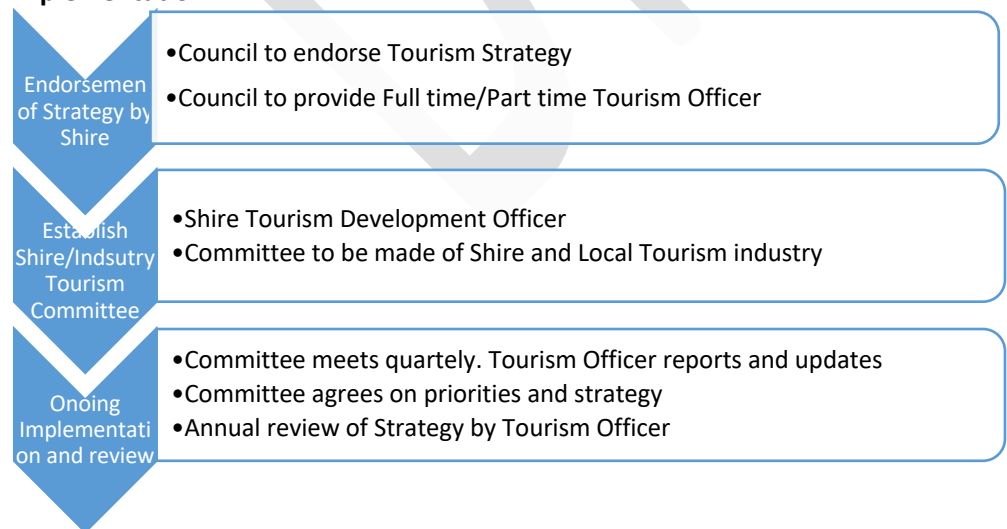 Endorsemen
of Strategy by
Shire
•Council to endorse Tourism Strategy
•Council to provide Full time/Part time Tourism Officer
Establish
Shire/Indsutry
Tourism
Committee
•Shire Tourism Development Officer
•Committee to be made of Shire and Local Tourism industry
Onoing
Implementati
on and review
•Committee meets quartely. Tourism Officer reports and updates
•Committee agrees on priorities and strategy
•Annual review of Strategy by Tourism Officer